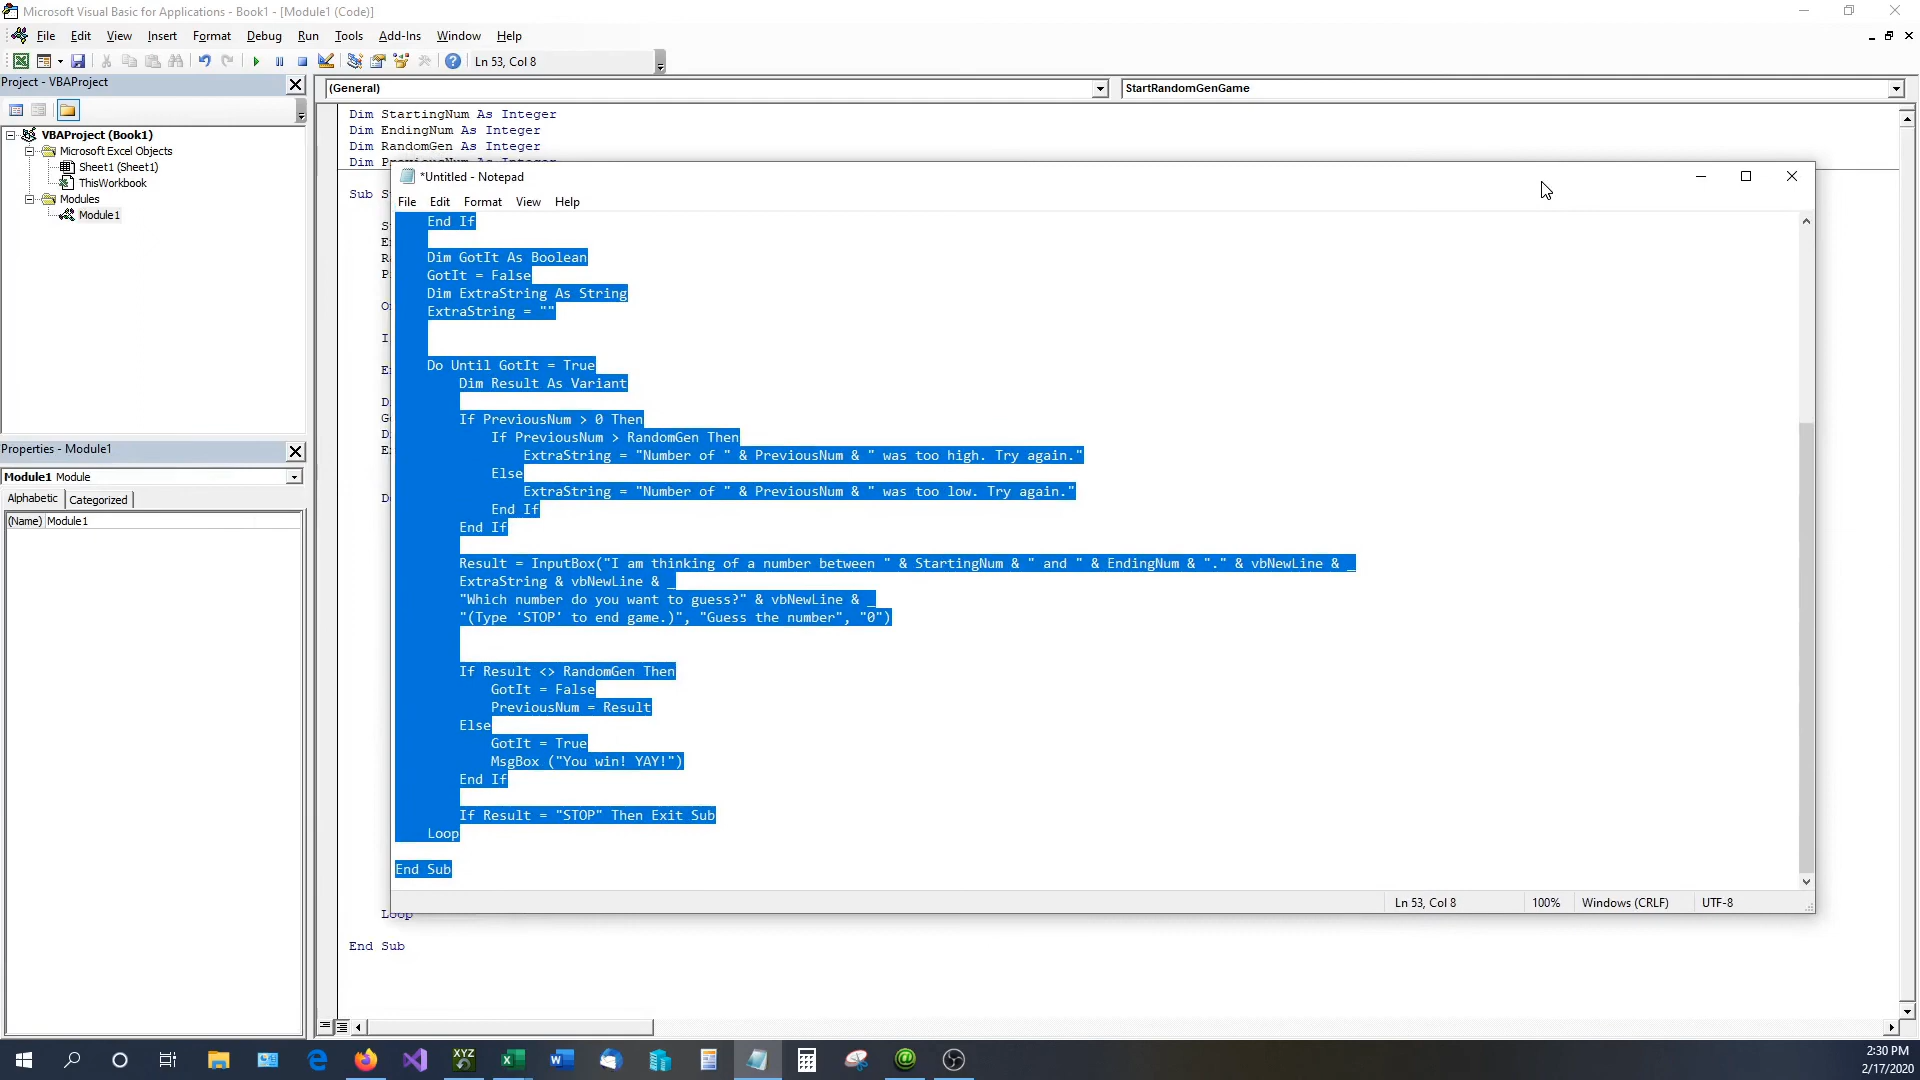 Microsoft Visual Basic for Applications - Book1 - [Module1 (Code)]
File Edit View Insert Format Debug Run Tools Add-Ins Window Help
Ln 53, Col 8
Project - VBAProject
(General)
StartRandomGenGame
VBAProject (Book1)
Microsoft Excel Objects
Sheet1 (Sheet1)
ThisWorkbook
Modules
Module1
Properties - Module1
Module1 Module
Alphabetic Categorized
(Name) Module1
Dim StartingNum As Integer
Dim EndingNum As Integer
Dim RandomGen As Integer
Dim PreviousNum As Integer
Sub
*Untitled - Notepad
File Edit Format View Help
End If
Dim GotIt As Boolean
GotIt = False
Dim ExtraString As String
ExtraString = ""
Do Until GotIt = True
Dim Result As Variant
If PreviousNum > 0 Then
If PreviousNum > RandomGen Then
ExtraString = "Number of " & PreviousNum & " was too high. Try again."
Else
ExtraString = "Number of " & PreviousNum & " was too low. Try again."
End If
End If
Result = InputBox("I am thinking of a number between " & StartingNum & " and " & EndingNum & "." & vbNewLine & _
ExtraString & vbNewLine & _
"Which number do you want to guess?" & vbNewLine & _
"(Type 'STOP' to end game.)", "Guess the number", "0")
If Result <> RandomGen Then
GotIt = False
PreviousNum = Result
Else
GotIt = True
MsgBox ("You win! YAY!")
End If
If Result = "STOP" Then Exit Sub
Loop
End Sub
Ln 53, Col 8 100% Windows (CRLF) UTF-8
Loop
End Sub
XYZ
2:30 PM
2/17/2020